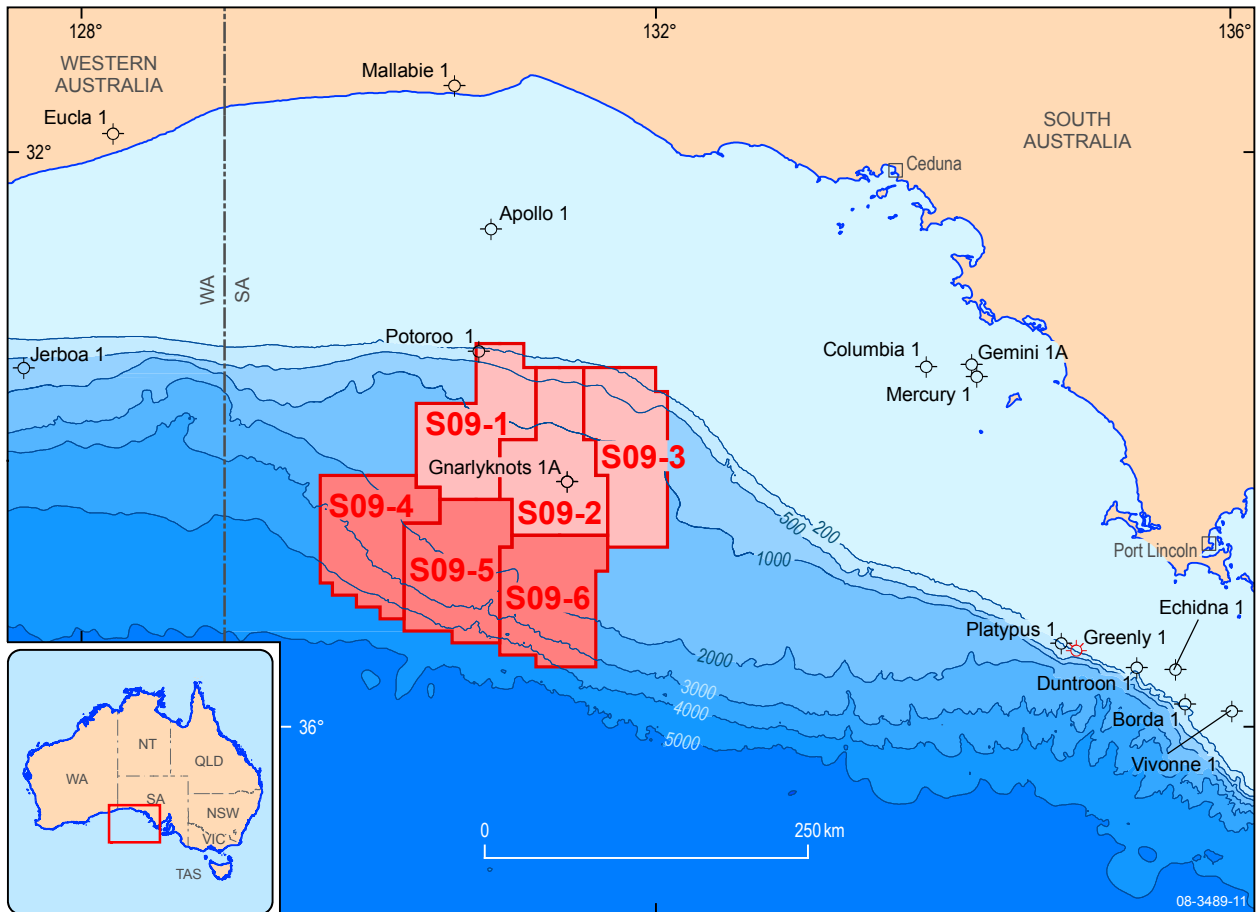 128°
132°
136°
WESTERN
AUSTRALIA
Mallabie 1
Eucla 1
SOUTH
AUSTRALIA
32°
Ceduna
Apollo 1
WA
SA
Potoroo 1
Jerboa 1
Columbia 1
Gemini 1A
Mercury 1
S09-1
S09-3
Gnarlyknots 1A
S09-4
S09-2
200
500
1000
Port Lincoln
S09-5
S09-6
Echidna 1
Platypus 1
Greenly 1
2000
Duntroon 1
3000
4000
Borda 1
5000
36°
Vivonne 1
NT
QLD
WA
SA
NSW
VIC
TAS
0
250 km
08-3489-11